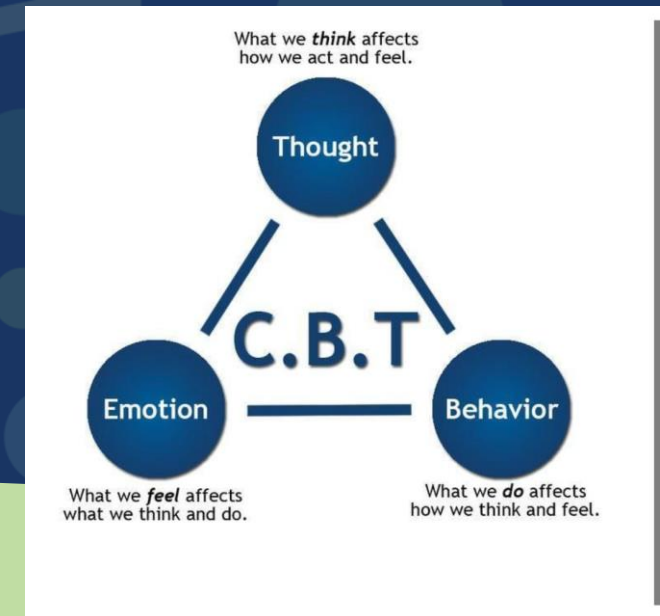 What we think affects
how we act and feel.
Thought
C.B.T
Emotion
Behavior
What we feel affects
what we think and do.
What we do affects
how we think and feel.